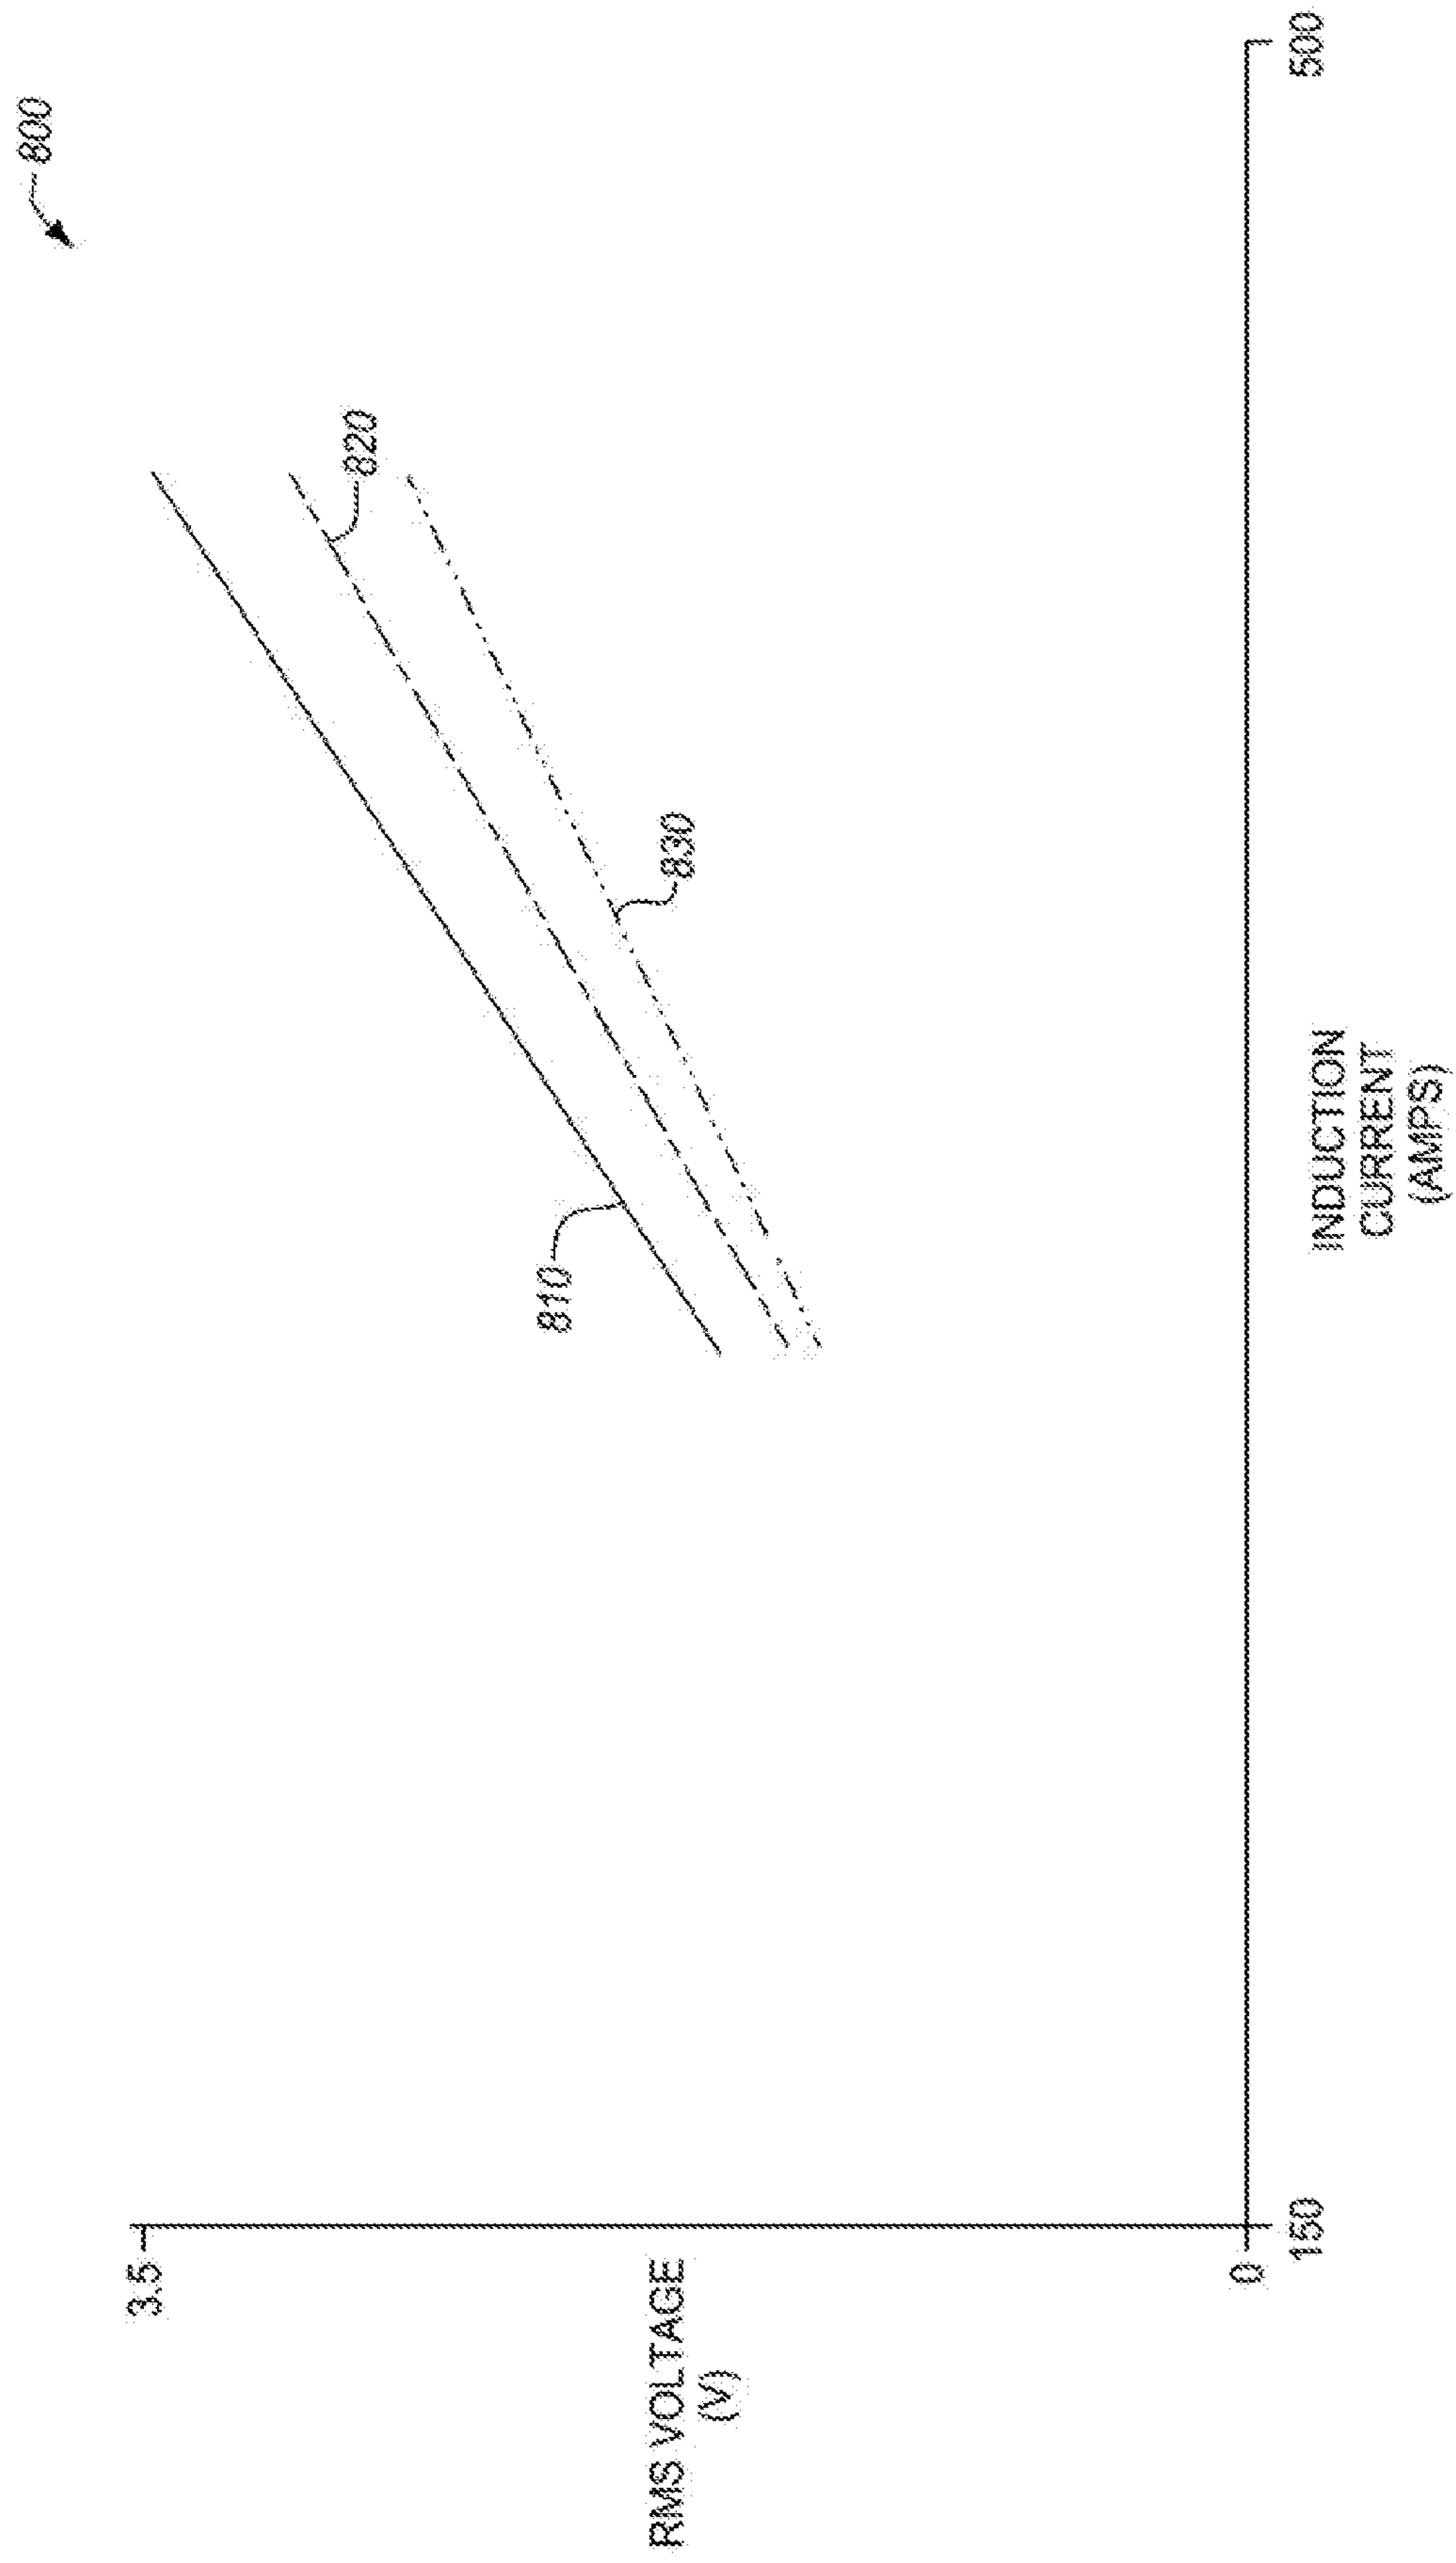 800
3.5
RMS VOLTAGE
(V)
0
810
820
830
150
500
INDUCTION
CURRENT
(AMPS)